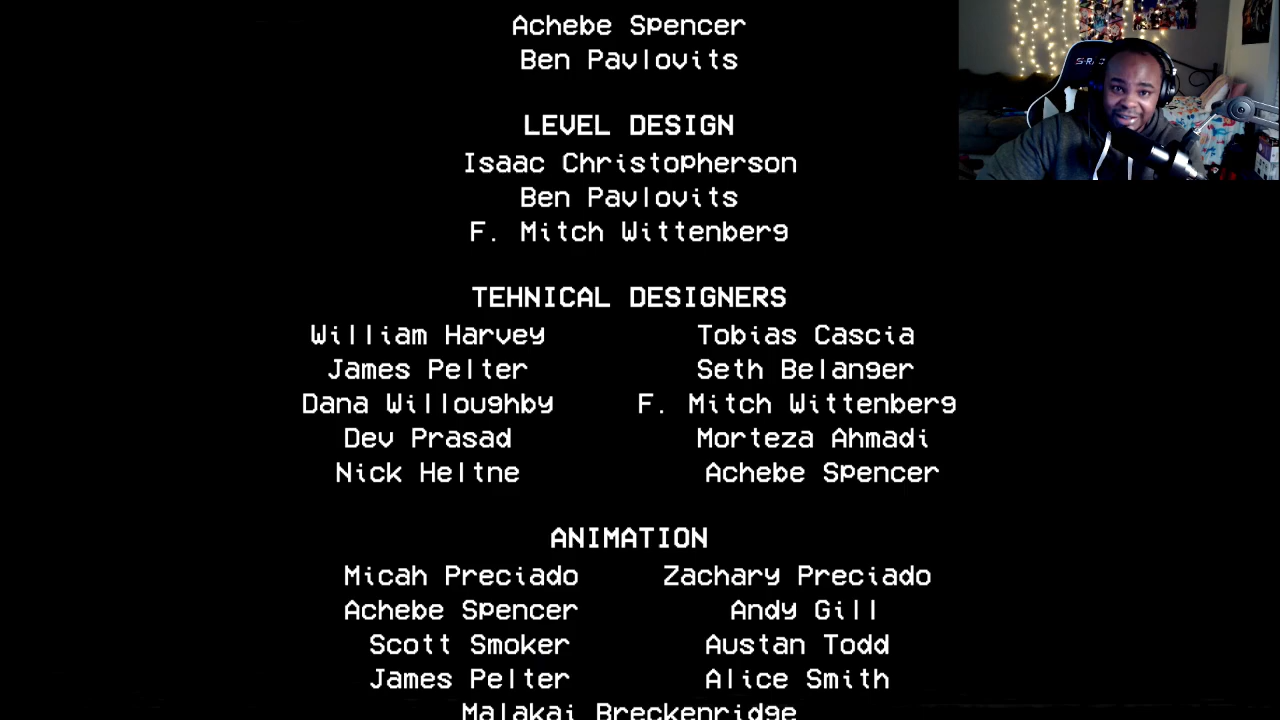 Achebe Spencer
Ben Pavlovits
LEVEL DESIGN
Isaac Christopherson
Ben Pavlovits
F. Mitch Wittenberg
TEHNICAL DESIGNERS
William Harvey Tobias Cascia
James Pelter Seth Belanger
Dana Willoughby F. Mitch Wittenberg
Dev Prasad Morteza Ahmadi
Nick Heltne Achebe Spencer
ANIMATION
Micah Preciado Zachary Preciado
Achebe Spencer Andy Gill
Scott Smoker Austan Todd
James Pelter Alice Smith
Malakai Breckenridge